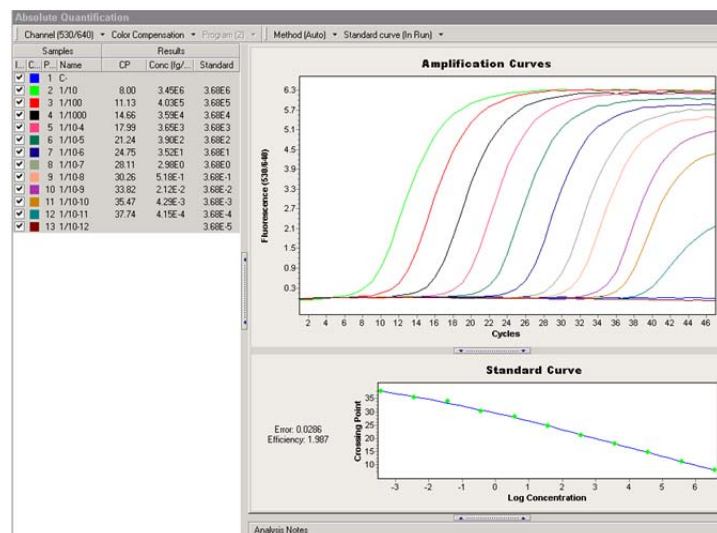 Absolute Quantification
Channel (530/640) Color Compensation Program (2) Method (Auto) Standard curve (In Run)
Samples Results
I... C... P... Name CP Conc (fg/... Standard
1 C-
2 1/10 8.00 3.45E6 3.68E6
3 1/100 11.13 4.03E5 3.68E5
4 1/1000 14.66 3.59E4 3.68E4
5 1/10-4 17.99 3.65E3 3.68E3
6 1/10-5 21.24 3.90E2 3.68E2
7 1/10-6 24.75 3.52E1 3.68E1
8 1/10-7 28.11 2.98E0 3.68E0
9 1/10-8 30.26 5.18E-1 3.68E-1
10 1/10-9 33.82 2.12E-2 3.68E-2
11 1/10-10 35.47 4.29E-3 3.68E-3
12 1/10-11 37.74 4.15E-4 3.68E-4
13 1/10-12 3.68E-5
Amplification Curves
Fluorescence (530/640)
6.3
5.7
5.1
4.5
3.9
3.3
2.7
2.1
1.5
0.9
0.3
2 4 6 8 10 12 14 16 18 20 22 24 26 28 30 32 34 36 38 40 42 44 46
Cycles
Standard Curve
Error: 0.0286
Efficiency: 1.987
Crossing Point
35
30
25
20
15
10
-3 -2 -1 0 1 2 3 4 5 6
Log Concentration
Analysis Notes